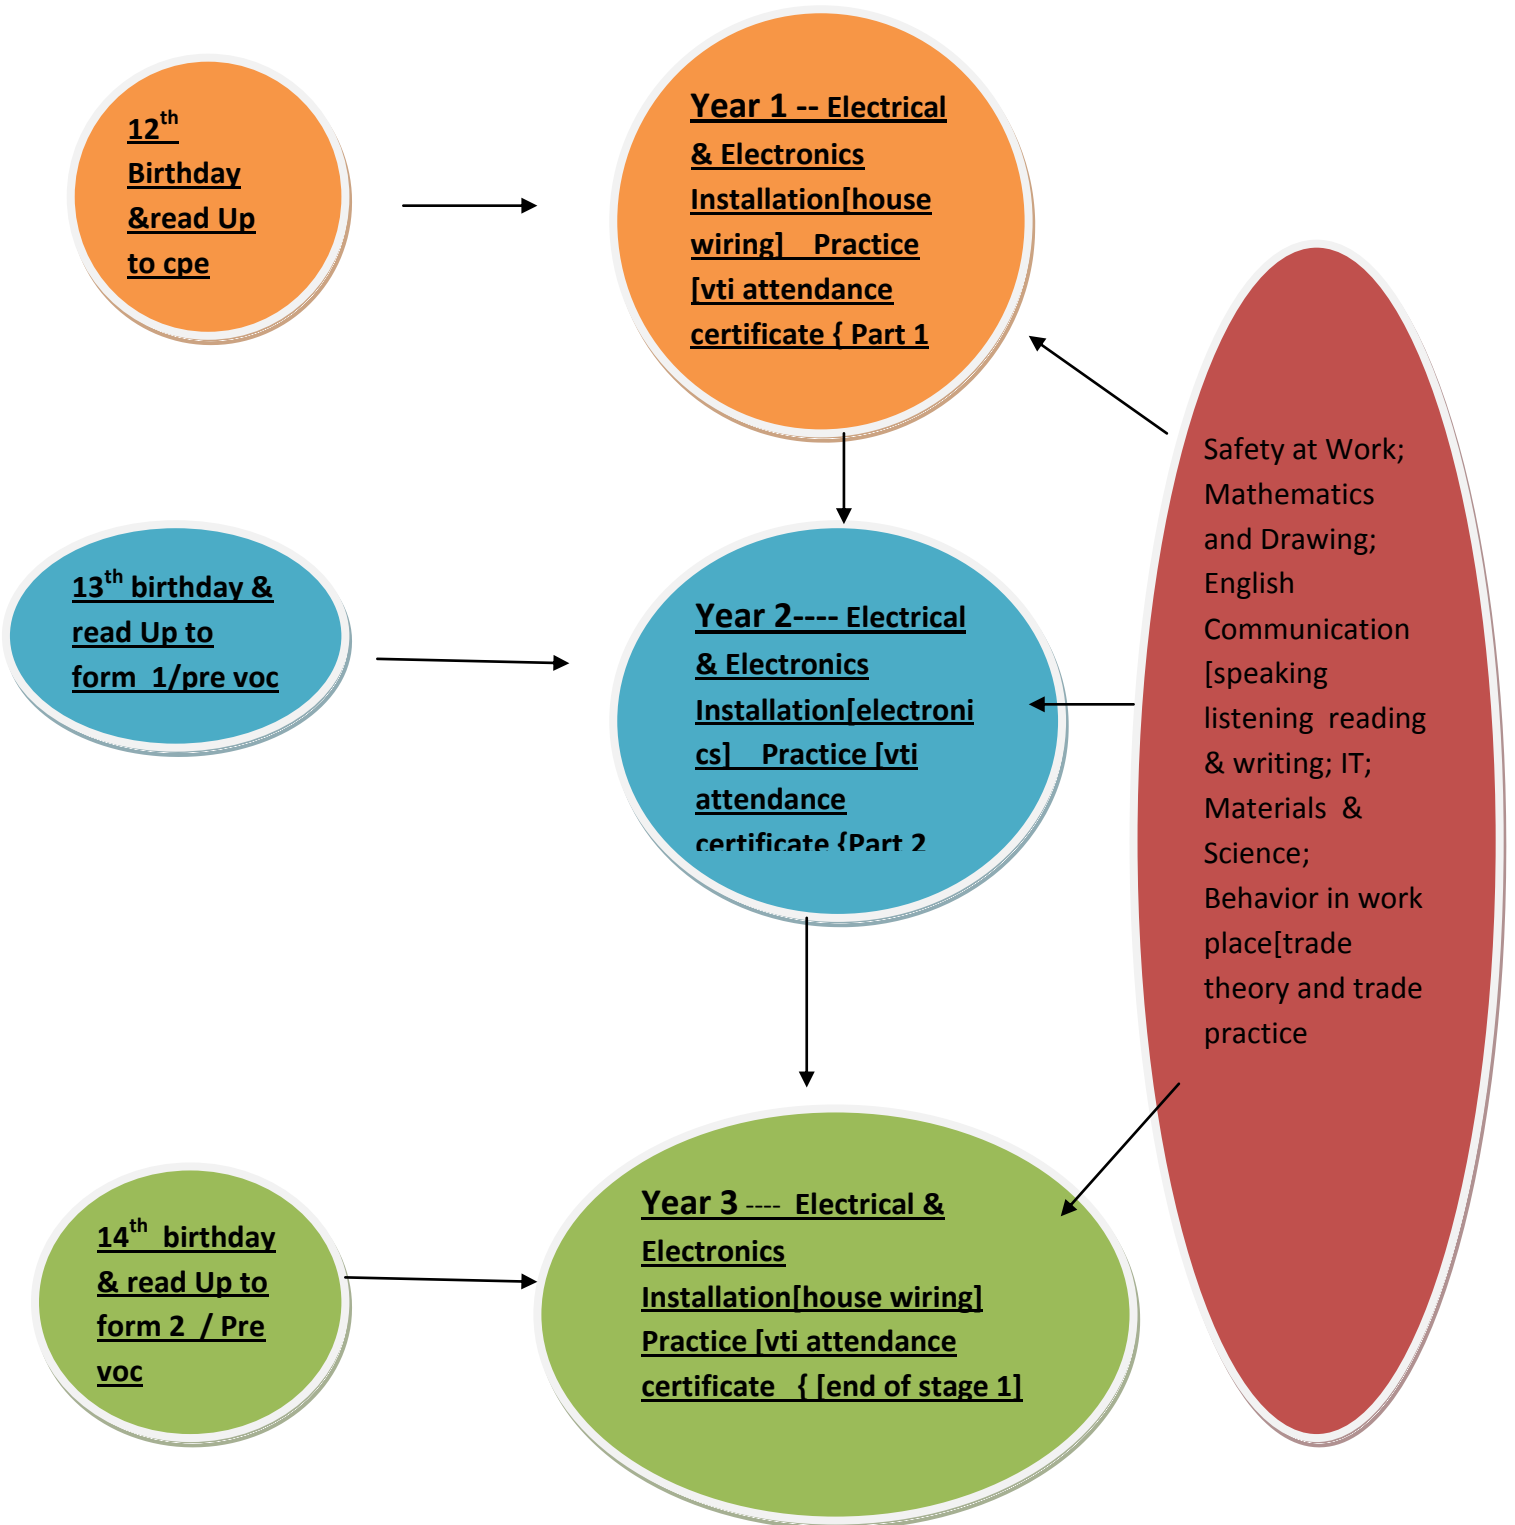 12th
Birthday
&read Up
to cpe
Year 1 -- Electrical
& Electronics
Installation[house
wiring] Practice
[vti attendance
certificate { Part 1
13th birthday &
read Up to
form 1/pre voc
Year 2---- Electrical
& Electronics
Installation[electroni
cs] Practice [vti
attendance
certificate {Part 2
Safety at Work;
Mathematics
and Drawing;
English
Communication
[speaking
listening reading
& writing; IT;
Materials &
Science;
Behavior in work
place[trade
theory and trade
practice
14th birthday
& read Up to
form 2 / Pre
voc
Year 3 ---- Electrical &
Electronics
Installation[house wiring]
Practice [vti attendance
certificate { [end of stage 1]